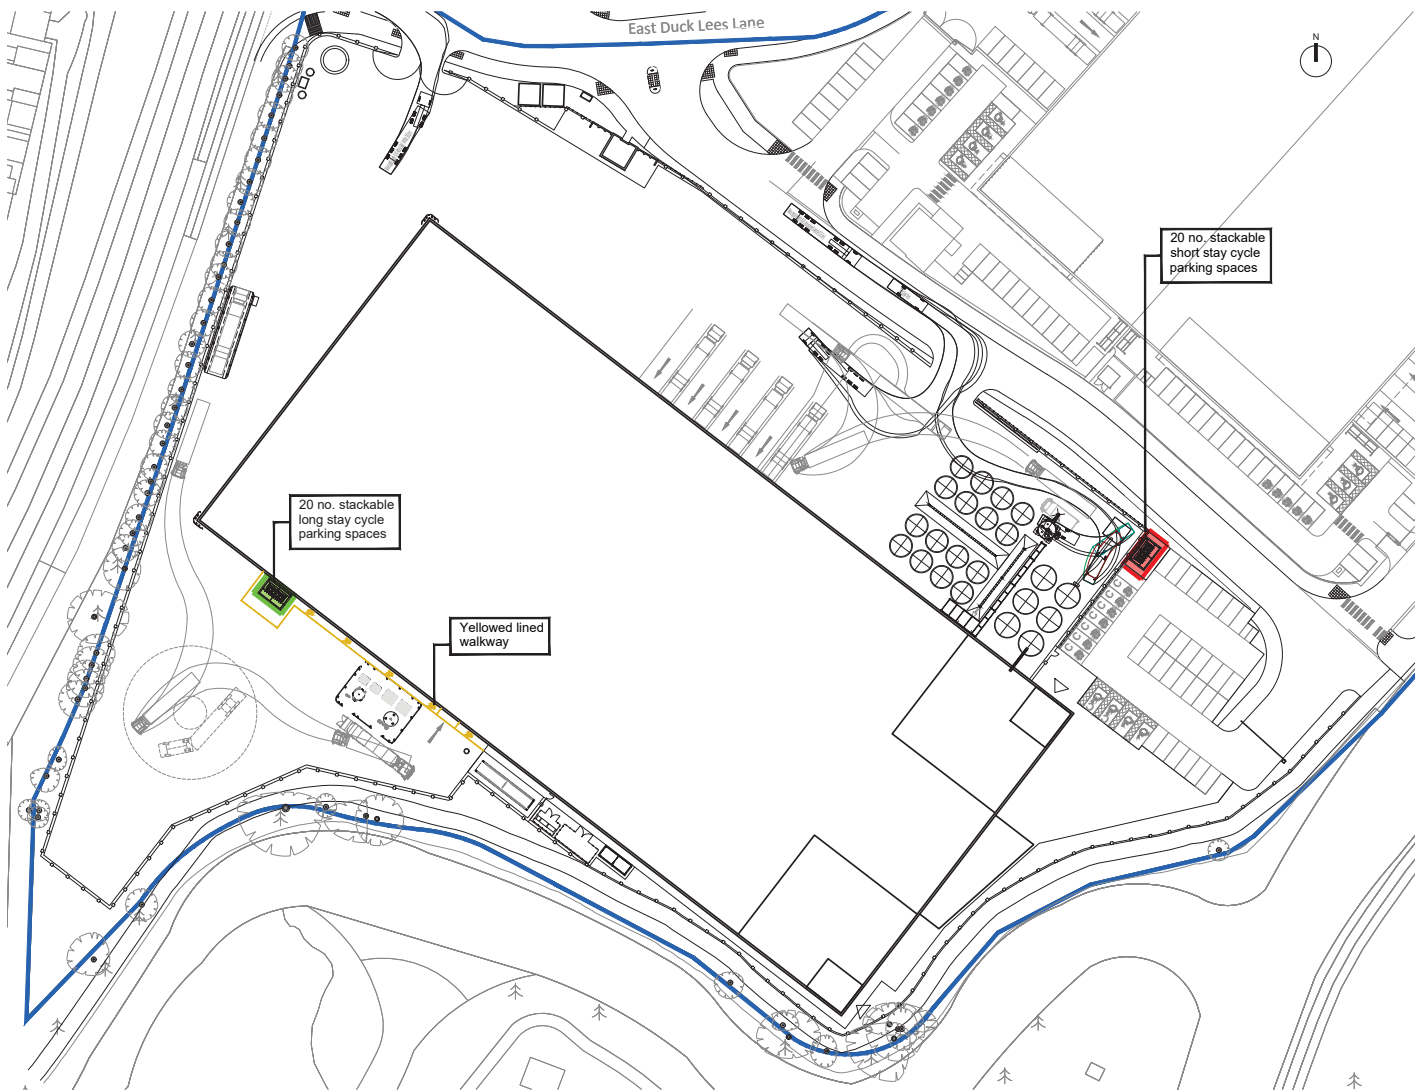 East Duck Lees Lane
N
20 no. stackable
short stay cycle
parking spaces
20 no. stackable
long stay cycle
parking spaces
Yellowed lined
walkway